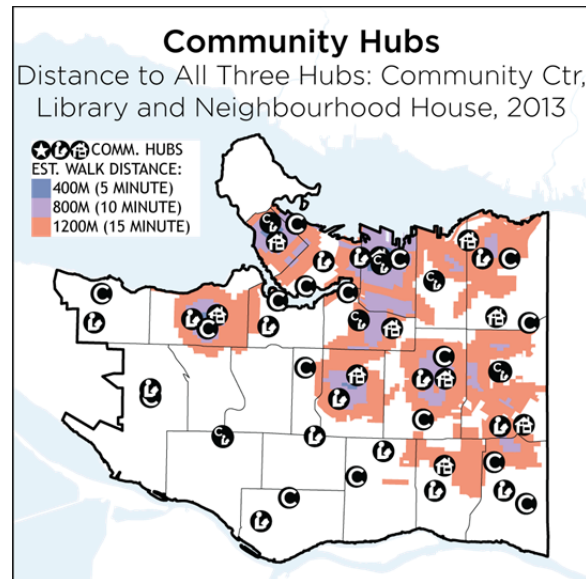 Community Hubs
Distance to All Three Hubs: Community Ctr,
Library and Neighbourhood House, 2013
COMM. HUBS
EST. WALK DISTANCE:
400M (5 MINUTE)
800M (10 MINUTE)
1200M (15 MINUTE)